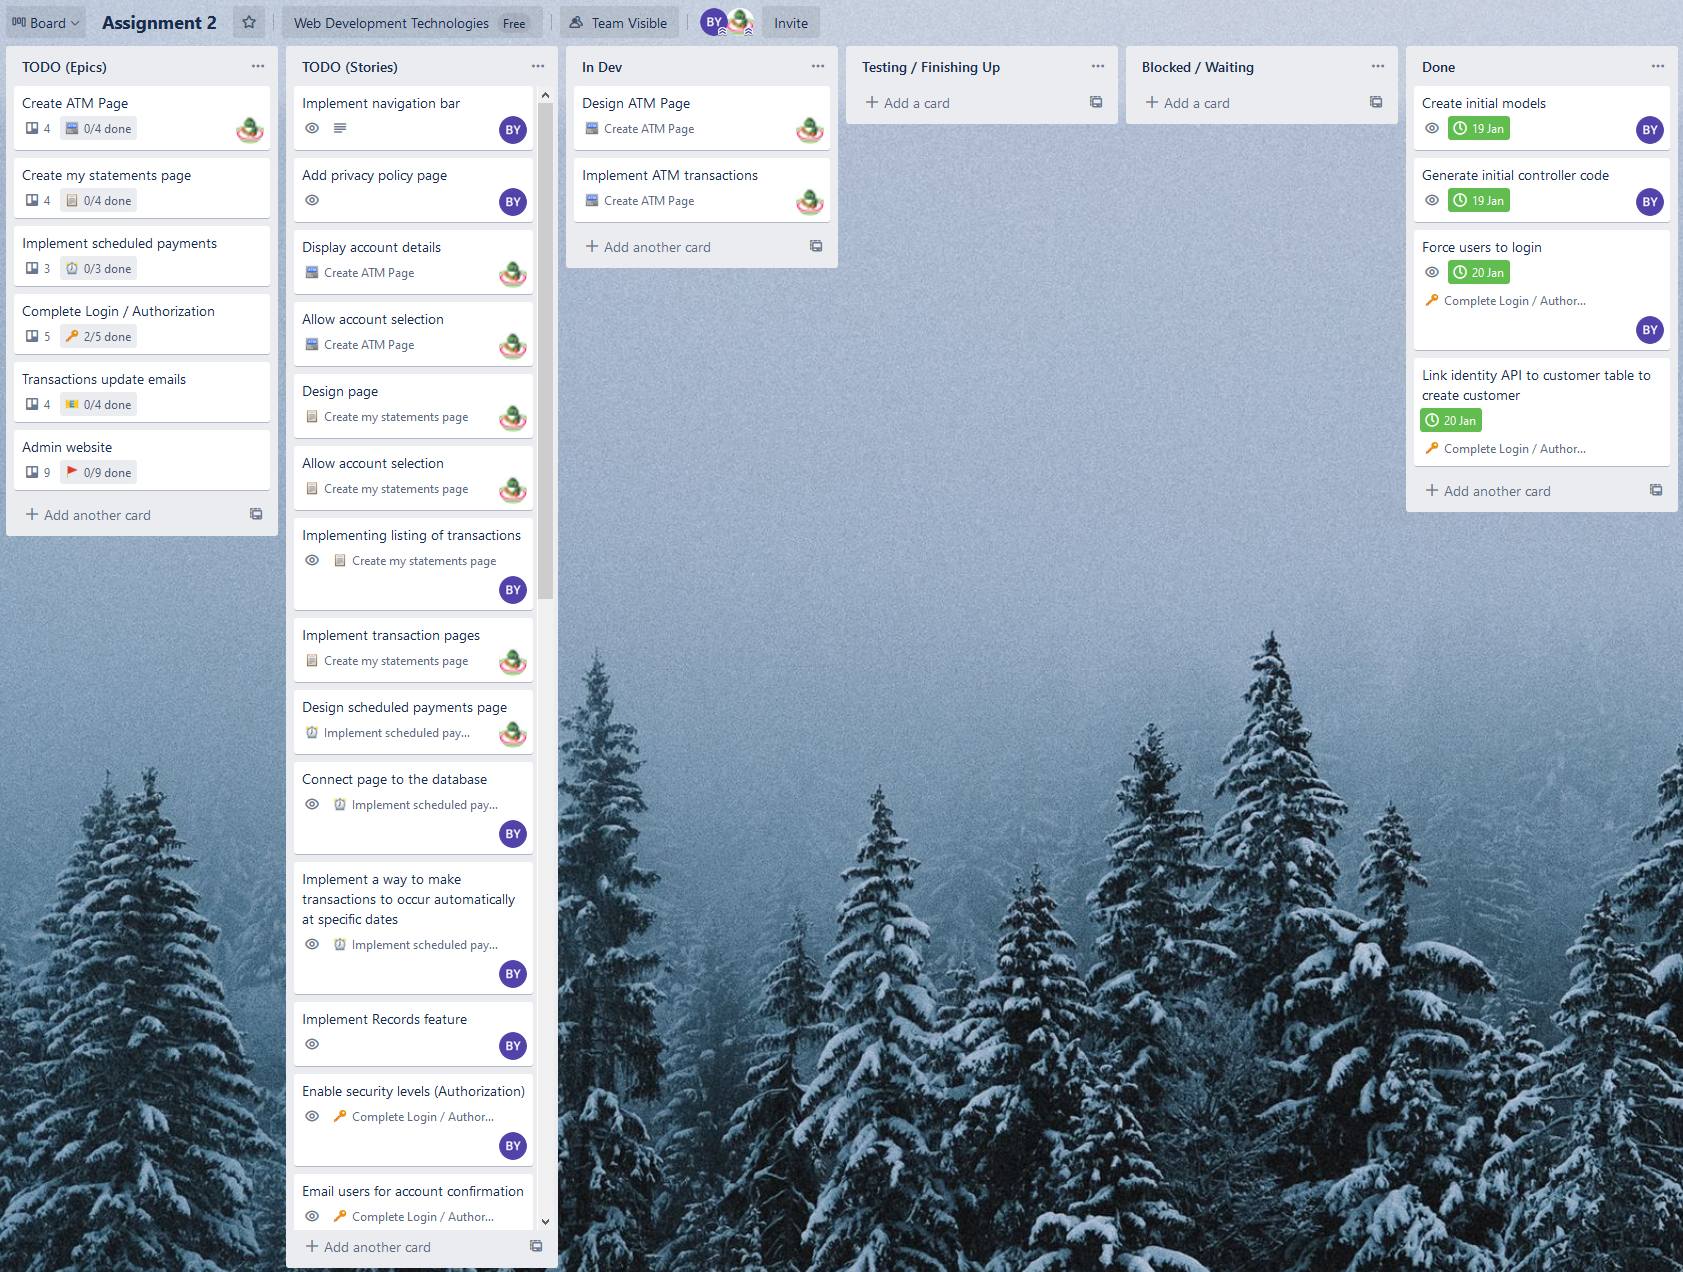 Board
Assignment 2
Web Development Technologies Free
Team Visible
BY
Invite
TODO (Epics)
Create ATM Page
4 0/4 done
Create my statements page
4 0/4 done
Implement scheduled payments
3 0/3 done
Complete Login / Authorization
5 2/5 done
Transactions update emails
4 0/4 done
Admin website
9 0/9 done
Add another card
TODO (Stories)
Implement navigation bar
BY
Add privacy policy page
BY
Display account details
Create ATM Page
Allow account selection
Create ATM Page
Design page
Create my statements page
Allow account selection
Create my statements page
Implementing listing of transactions
Create my statements page
BY
Implement transaction pages
Create my statements page
Design scheduled payments page
Implement scheduled pay...
Connect page to the database
Implement scheduled pay...
BY
Implement a way to make
transactions to occur automatically
at specific dates
Implement scheduled pay...
BY
Implement Records feature
BY
Enable security levels (Authorization)
Complete Login / Author...
BY
Email users for account confirmation
Complete Login / Author...
Add another card
In Dev
Design ATM Page
Create ATM Page
Implement ATM transactions
Create ATM Page
Add another card
Testing / Finishing Up
Add a card
Blocked / Waiting
Add a card
Done
Create initial models
19 Jan
BY
Generate initial controller code
19 Jan
BY
Force users to login
20 Jan
Complete Login / Author...
BY
Link identity API to customer table to
create customer
20 Jan
Complete Login / Author...
Add another card